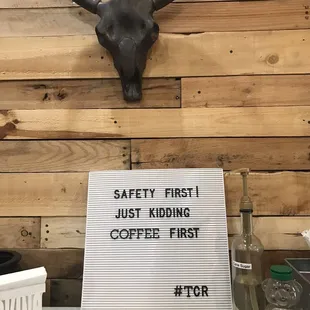 SAFETY FIRST!
JUST KIDDING
COFFEE FIRST
#TCR